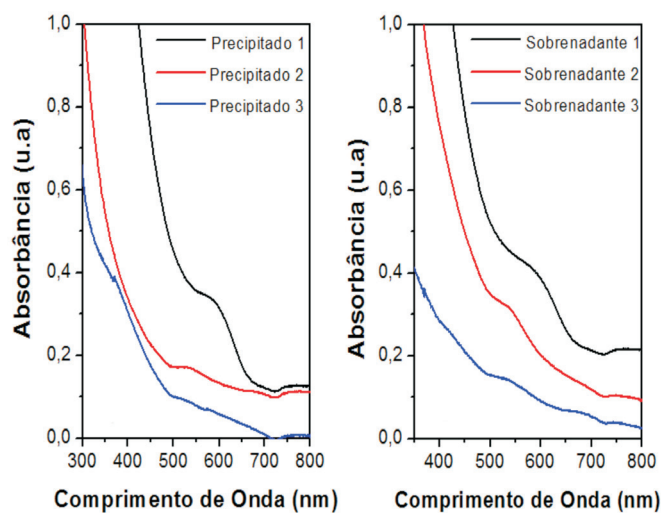 Precipitado 1
Precipitado 2
Precipitado 3
1,0
0,8
0,6
0,4
0,2
0,0
300 400 500 600 700 800
Absorbância (u.a)
Comprimento de Onda (nm)
Sobrenadante 1
Sobrenadante 2
Sobrenadante 3
1,0
0,8
0,6
0,4
0,2
0,0
400 500 600 700 800
Absorbância (u.a)
Comprimento de Onda (nm)